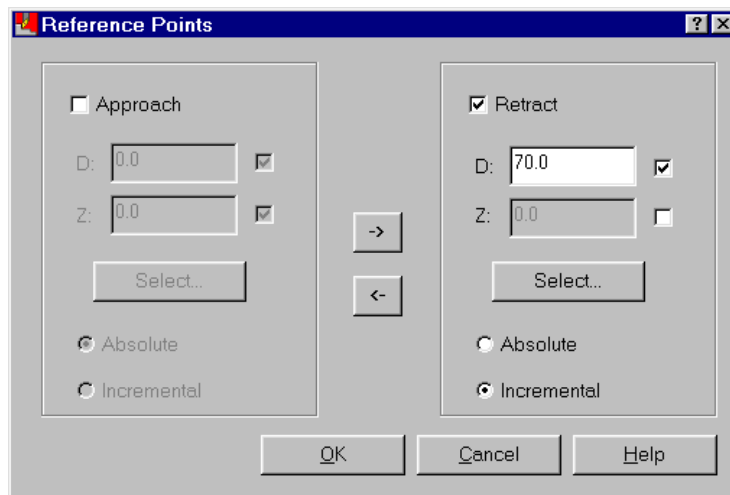 Reference Points
Approach
D: 0.0
Z: 0.0
Select...
Absolute
Incremental
->
<-
Retract
D: 70.0
Z: 0.0
Select...
Absolute
Incremental
OK
Cancel
Help